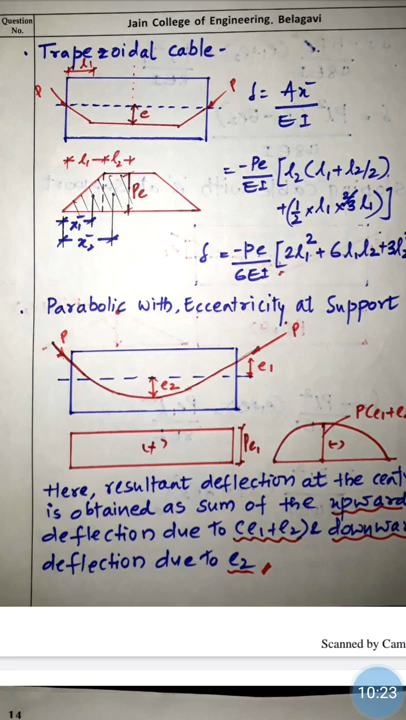 Question No.
Jain College of Engineering, Belagavi
• Trapezoidal cable -
l₁
P
P
e
δ = Ax̄ / EI
l₁ l₂
Pe
x̄₁
x̄₂
= -Pe/EI [l₂(l₁+l₂/2)
+(1/2 × l₁ × 2/3 l₁)]
δ = -Pe/6EI [2l₁² + 6l₁l₂ + 3l₂
• Parabolic with Eccentricity at Support
P
P
e₂
e₁
P(e₁+e
(+)
Pe₁
(-)
Here, resultant deflection at the cent
is obtained as sum of the upward
deflection due to (e₁+e₂) & downwar
deflection due to e₂.
Scanned by Cam
10:23
14